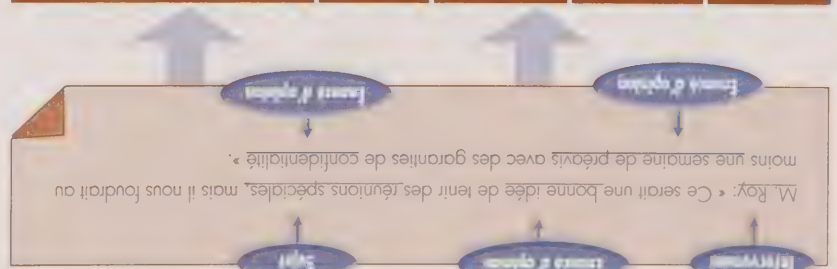 Intervenant Énoncé d'opinion Sujet
M. Roy: « Ce serait une bonne idée de tenir des réunions spéciales, mais il nous faudrait au
moins une semaine de préavis avec des garanties de confidentialité ».
Énoncé d'opinion Énoncé d'opinion